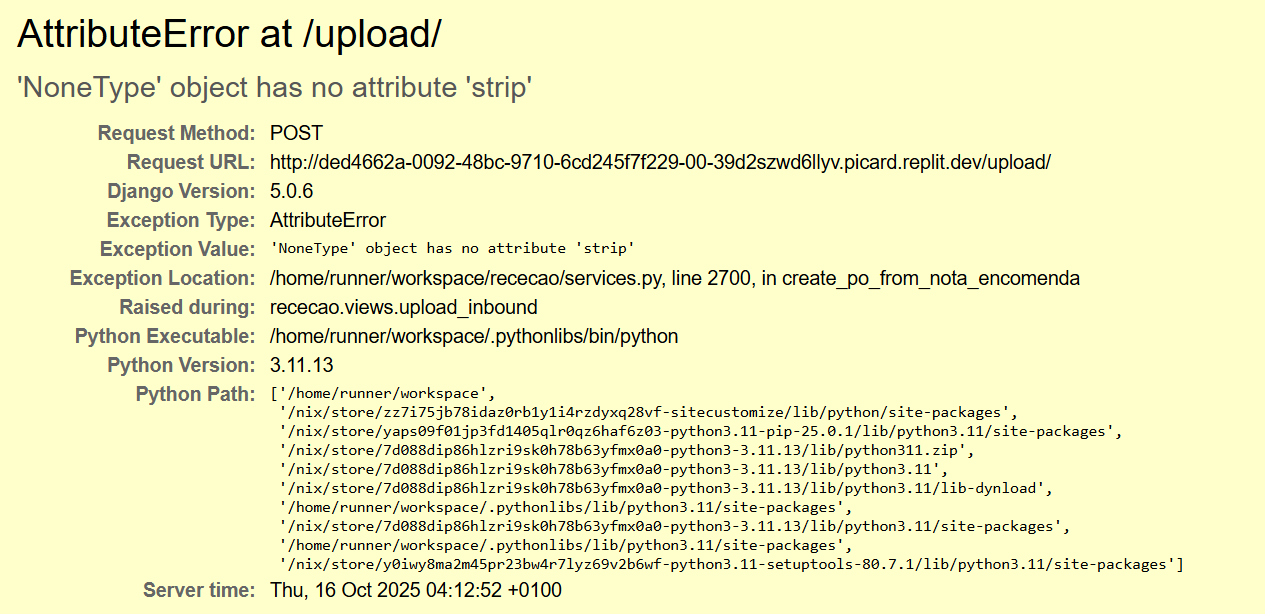 AttributeError at /upload/
'NoneType' object has no attribute 'strip'
Request Method: POST
Request URL: http://ded4662a-0092-48bc-9710-6cd245f7f229-00-39d2szwd6llyv.picard.replit.dev/upload/
Django Version: 5.0.6
Exception Type: AttributeError
Exception Value: 'NoneType' object has no attribute 'strip'
Exception Location: /home/runner/workspace/rececao/services.py, line 2700, in create_po_from_nota_encomenda
Raised during: rececao.views.upload_inbound
Python Executable: /home/runner/workspace/.pythonlibs/bin/python
Python Version: 3.11.13
Python Path: ['/home/runner/workspace',
'/nix/store/zz7i75jb78idaz0rb1y1i4rzdyxq28vf-sitecustomize/lib/python/site-packages',
'/nix/store/yaps09f01jp3fd1405qlr0qz6haf6z03-python3.11-pip-25.0.1/lib/python3.11/site-packages',
'/nix/store/7d088dip86hlzri9sk0h78b63yfmx0a0-python3-3.11.13/lib/python311.zip',
'/nix/store/7d088dip86hlzri9sk0h78b63yfmx0a0-python3-3.11.13/lib/python3.11',
'/nix/store/7d088dip86hlzri9sk0h78b63yfmx0a0-python3-3.11.13/lib/python3.11/lib-dynload',
'/home/runner/workspace/.pythonlibs/lib/python3.11/site-packages',
'/nix/store/7d088dip86hlzri9sk0h78b63yfmx0a0-python3-3.11.13/lib/python3.11/site-packages',
'/home/runner/workspace/.pythonlibs/lib/python3.11/site-packages',
'/nix/store/y0iwy8ma2m45pr23bw4r7lyz69v2b6wf-python3.11-setuptools-80.7.1/lib/python3.11/site-packages']
Server time: Thu, 16 Oct 2025 04:12:52 +0100